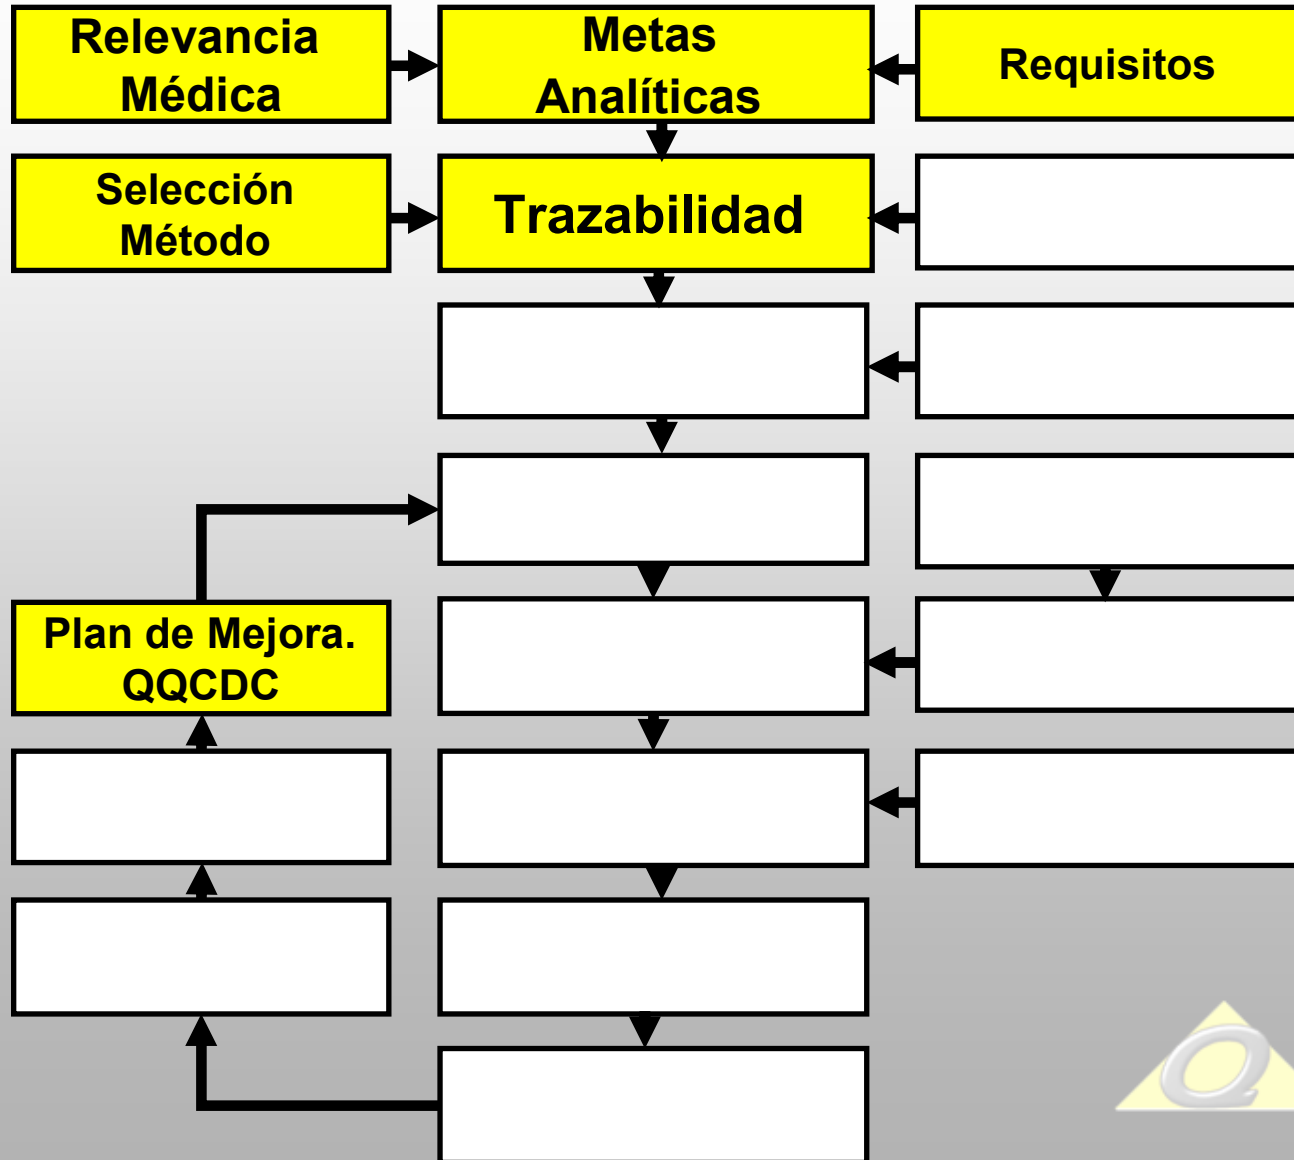 Relevancia
Médica
Metas
Analíticas
Requisitos
Selección
Método
Trazabilidad
Plan de Mejora.
QQCDC
Q